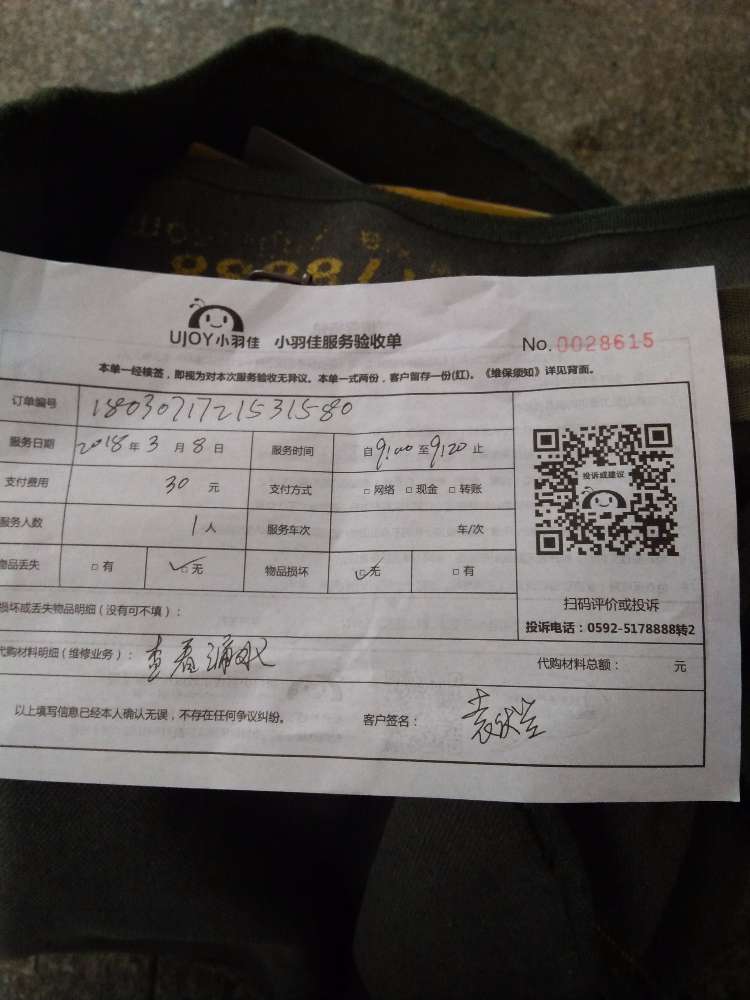 UJOY小羽佳 小羽佳服务验收单 No.0028615
本单一经核签，即视为对本次服务验收无异议。本单一式两份，客户留存一份(红)。《维保须知》详见背面。
订单编号 1803071721531580
服务日期 2018年3月8日 服务时间 自9:00至9:20止
支付费用 30元 支付方式 □网络 □现金 □转账
服务人数 1人 服务车次 年/次
物品丢失 □有 ✓□无 物品损坏 ✓□无 □有
投诉或建议
扫码评价或投诉
投诉电话：0592-5178888转2
损坏或丢失物品明细（没有可不填）：
代购材料明细（维修业务）： 查看漏水 代购材料总额： 元
以上填写信息已经本人确认无误，不存在任何争议纠纷。 客户签名：